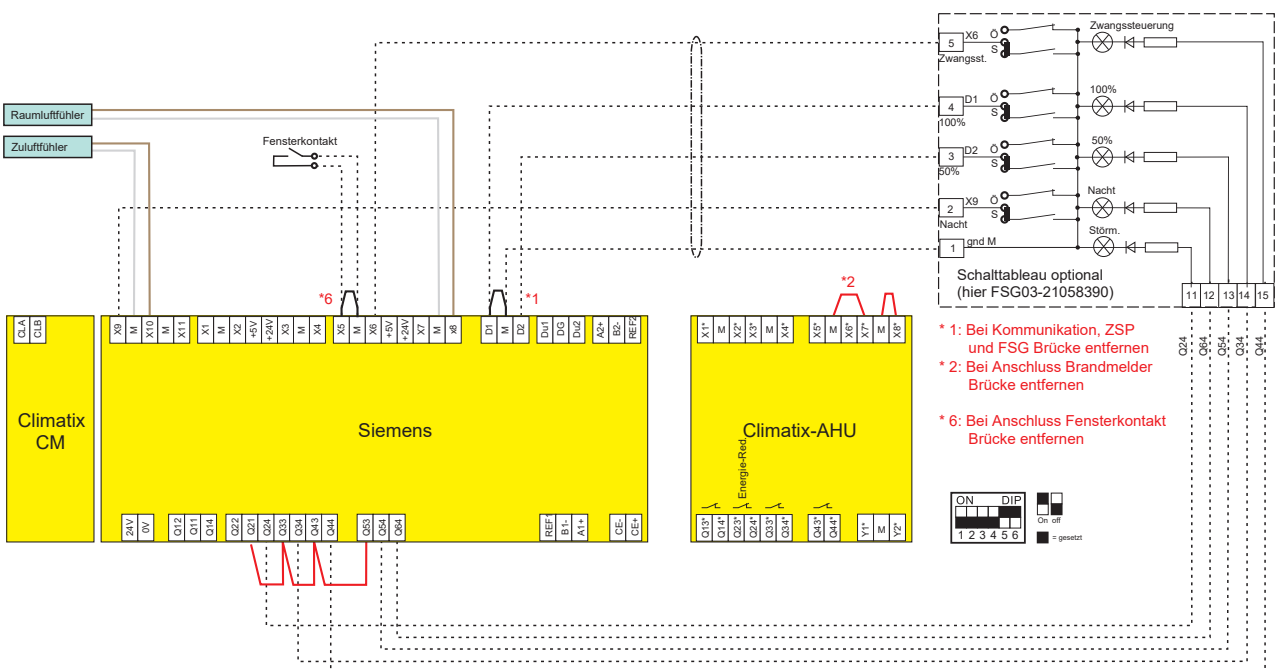 Zwangssteuerung
5 X6 Ö S
Zwangsst.
100%
4 D1 Ö S
100%
50%
3 D2 Ö S
50%
Nacht
2 X9 Ö S
Nacht
Störm.
1 gnd M
Schalttableau optional
(hier FSG03-21058390)
11 12 13 14 15
Q24 Q64 Q54 Q34 Q44
Raumluftfühler
Zuluftfühler
Fensterkontakt
*6
*1
*2
CLA CLB
X9 M X10 M X11
X1 M X2 +5V +24V X3 M X4
X5 M X6 +5V +24V X7 M x8
D1 M D2
Du1 DG Du2
A2+ B2- REF2
X1* M X2* X3* M X4*
X5* M X6* X7* M X8*
Climatix
CM
Siemens
Climatix-AHU
Energie-Red.
24V 0V
Q12 Q11 Q14
Q22 Q21 Q24 Q33 Q34 Q43 Q44
Q53 Q54 Q64
REF1 B1- A1+
CE- CE+
Q13* Q14* Q23* Q24* Q33* Q34*
Q43* Q44*
Y1* M Y2*
* 1: Bei Kommunikation, ZSP
und FSG Brücke entfernen
* 2: Bei Anschluss Brandmelder
Brücke entfernen
* 6: Bei Anschluss Fensterkontakt
Brücke entfernen
ON DIP
1 2 3 4 5 6
On off
= gesetzt